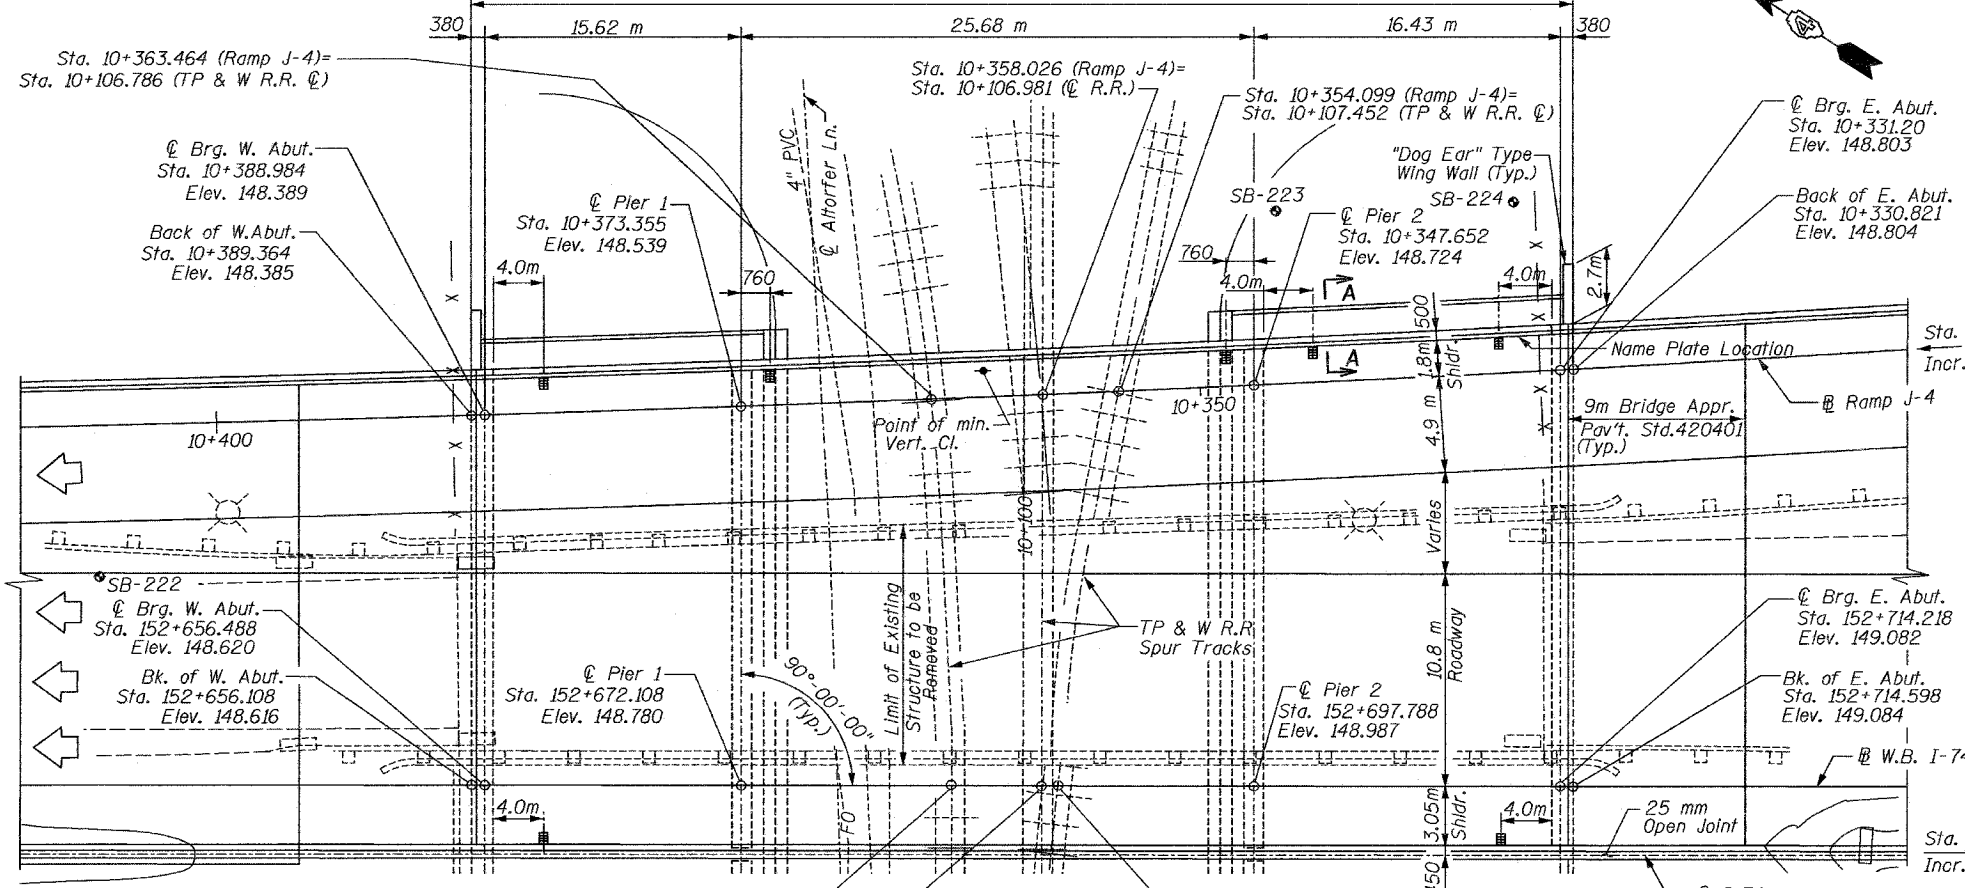 380
15.62 m
25.68 m
16.43 m
380
Sta. 10+363.464 (Ramp J-4)=
Sta. 10+106.786 (TP & W R.R. ℄)
Sta. 10+358.026 (Ramp J-4)=
Sta. 10+106.981 (℄ R.R.)
Sta. 10+354.099 (Ramp J-4)=
Sta. 10+107.452 (TP & W R.R. ℄)
℄ Brg. E. Abut.
Sta. 10+331.20
Elev. 148.803
℄ Brg. W. Abut.
Sta. 10+388.984
Elev. 148.389
4" PVC
℄ Altorfer Ln.
"Dog Ear" Type
Wing Wall (Typ.)
SB-223
SB-224
Back of E. Abut.
Sta. 10+330.821
Elev. 148.804
℄ Pier 1
Sta. 10+373.355
Elev. 148.539
℄ Pier 2
Sta. 10+347.652
Elev. 148.724
Back of W.Abut.
Sta. 10+389.364
Elev. 148.385
4.0m
760
760
4.0m
A
4.0m
2.7m
500
1.8m
Shldr.
A
Name Plate Location
Sta.
Incr.
10+400
Point of min.
Vert. Cl.
10+350
4.9 m
9m Bridge Appr.
Pav't. Std.420401
(Typ.)
B Ramp J-4
10+100
Varies
SB-222
℄ Brg. W. Abut.
Sta. 152+656.488
Elev. 148.620
Bk. of W. Abut.
Sta. 152+656.108
Elev. 148.616
℄ Pier 1
Sta. 152+672.108
Elev. 148.780
90°-00'-00"
(Typ.)
Limit of Existing
Structure to be
Removed
TP & W R.R
Spur Tracks
℄ Pier 2
Sta. 152+697.788
Elev. 148.987
10.8 m
Roadway
℄ Brg. E. Abut.
Sta. 152+714.218
Elev. 149.082
Bk. of E. Abut.
Sta. 152+714.598
Elev. 149.084
B W.B. I-74
4.0m
FO
3.05m
Shldr.
4.0m
25 mm
Open Joint
Sta.
Incr.